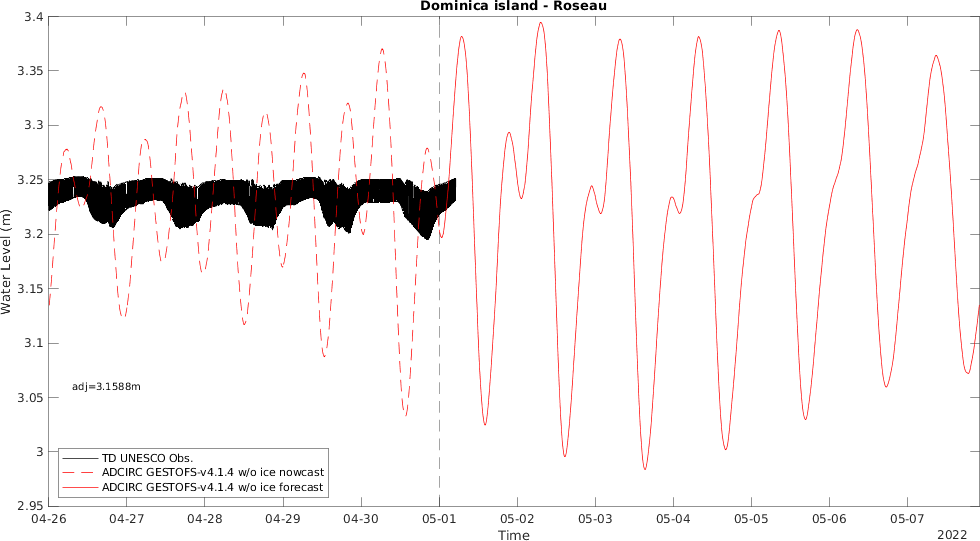 Dominica island - Roseau
3.4
3.35
3.3
3.25
3.2
3.15
3.1
3.05
3
2.95
Water Level (m)
adj=3.1588m
TD UNESCO Obs.
ADCIRC GESTOFS-v4.1.4 w/o ice nowcast
ADCIRC GESTOFS-v4.1.4 w/o ice forecast
04-26 04-27 04-28 04-29 04-30 05-01 05-02 05-03 05-04 05-05 05-06 05-07
Time
2022